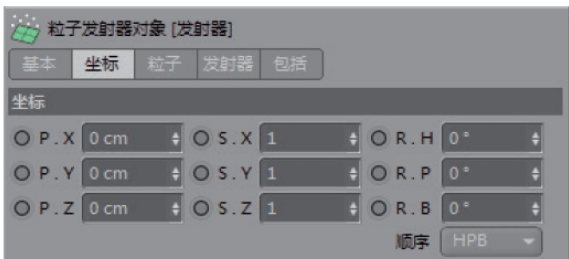 粒子发射器对象 [发射器]
基本 坐标 粒子 发射器 包括
坐标
P . X 0 cm S . X 1 R . H 0 °
P . Y 0 cm S . Y 1 R . P 0 °
P . Z 0 cm S . Z 1 R . B 0 °
顺序 HPB